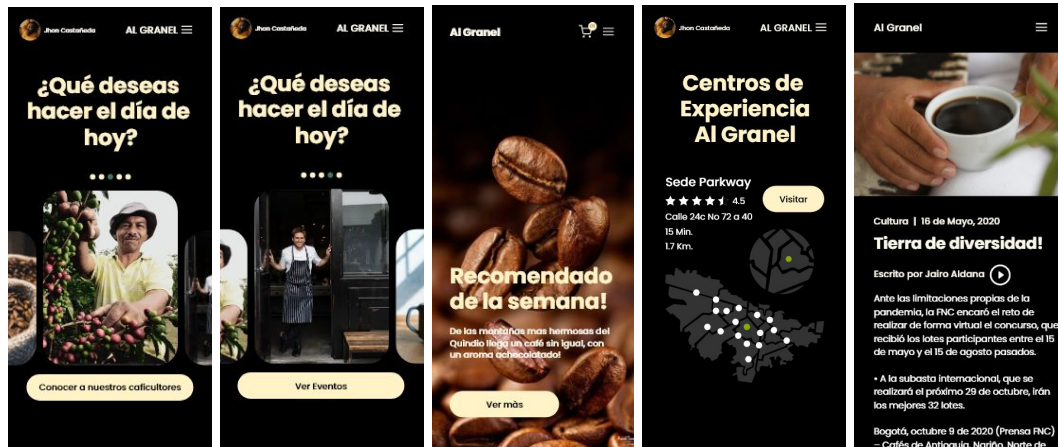 Jhon Castañeda
AL GRANEL
¿Qué deseas
hacer el día de
hoy?
Conocer a nuestros caficultores
Jhon Castañeda
AL GRANEL
¿Qué deseas
hacer el día de
hoy?
Ver Eventos
Al Granel
Recomendado
de la semana!
De las montañas mas hermosas del
Quindio llega un café sin igual, con
un aroma achocolatado!
Ver màs
Jhon Castañeda
AL GRANEL
Centros de
Experiencia
Al Granel
Sede Parkway
4.5
Visitar
Calle 24c No 72 a 40
15 Min.
1.7 Km.
Al Granel
Cultura | 16 de Mayo, 2020
Tierra de diversidad!
Escrito por Jairo Aldana
Ante las limitaciones propias de la
pandemia, la FNC encaró el reto de
realizar de forma virtual el concurso, que
recibió los lotes participantes entre el 15
de mayo y el 15 de agosto pasados.
• A la subasta internacional, que se
realizará el próximo 29 de octubre, irán
los mejores 32 lotes.
Bogotá, octubre 9 de 2020 (Prensa FNC)
– Cafés de Antioquia, Nariño, Norte de